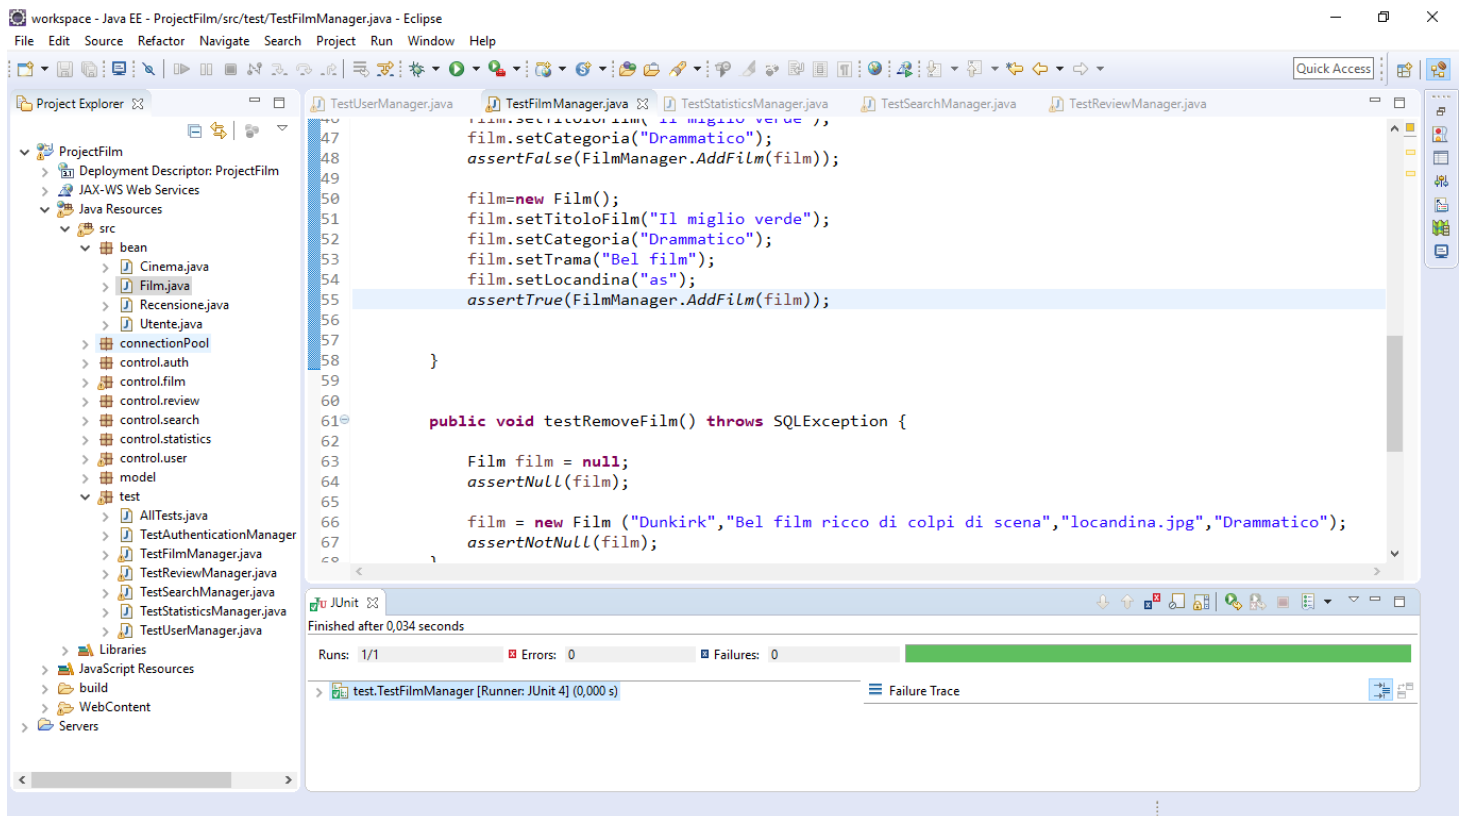 workspace - Java EE - ProjectFilm/src/test/TestFilmManager.java - Eclipse
File Edit Source Refactor Navigate Search Project Run Window Help
Quick Access
Project Explorer
TestUserManager.java TestFilmManager.java TestStatisticsManager.java TestSearchManager.java TestReviewManager.java
ProjectFilm
Deployment Descriptor: ProjectFilm
JAX-WS Web Services
Java Resources
src
bean
Cinema.java
Film.java
Recensione.java
Utente.java
connectionPool
control.auth
control.film
control.review
control.search
control.statistics
control.user
model
test
AllTests.java
TestAuthenticationManager
TestFilmManager.java
TestReviewManager.java
TestSearchManager.java
TestStatisticsManager.java
TestUserManager.java
Libraries
JavaScript Resources
build
WebContent
Servers
46 film.setTitoloFilm("Il miglio verde");
47 film.setCategoria("Drammatico");
48 assertFalse(FilmManager.AddFilm(film));
49
50 film=new Film();
51 film.setTitoloFilm("Il miglio verde");
52 film.setCategoria("Drammatico");
53 film.setTrama("Bel film");
54 film.setLocandina("as");
55 assertTrue(FilmManager.AddFilm(film));
56
57
58 }
59
60
61 public void testRemoveFilm() throws SQLException {
62
63 Film film = null;
64 assertNull(film);
65
66 film = new Film ("Dunkirk","Bel film ricco di colpi di scena","locandina.jpg","Drammatico");
67 assertNotNull(film);
68 }
JUnit
Finished after 0,034 seconds
Runs: 1/1 Errors: 0 Failures: 0
test.TestFilmManager [Runner: JUnit 4] (0,000 s)
Failure Trace